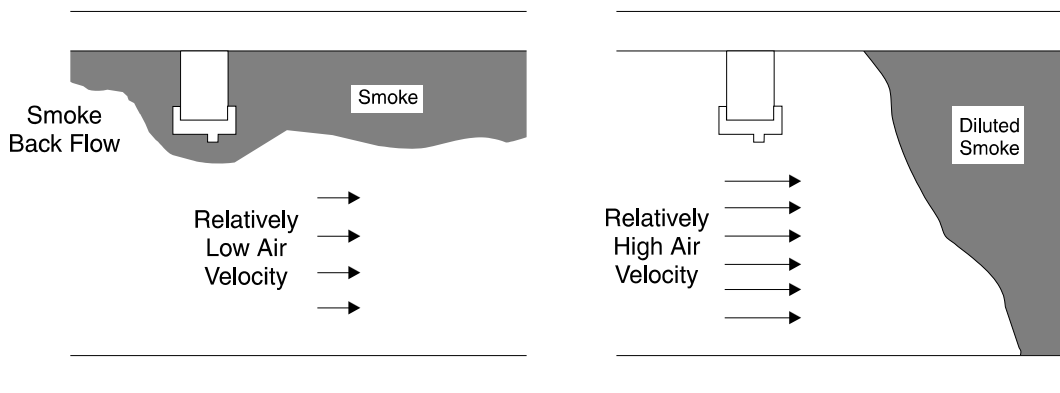 Smoke
Back Flow
Smoke
Relatively
Low Air
Velocity
Diluted
Smoke
Relatively
High Air
Velocity